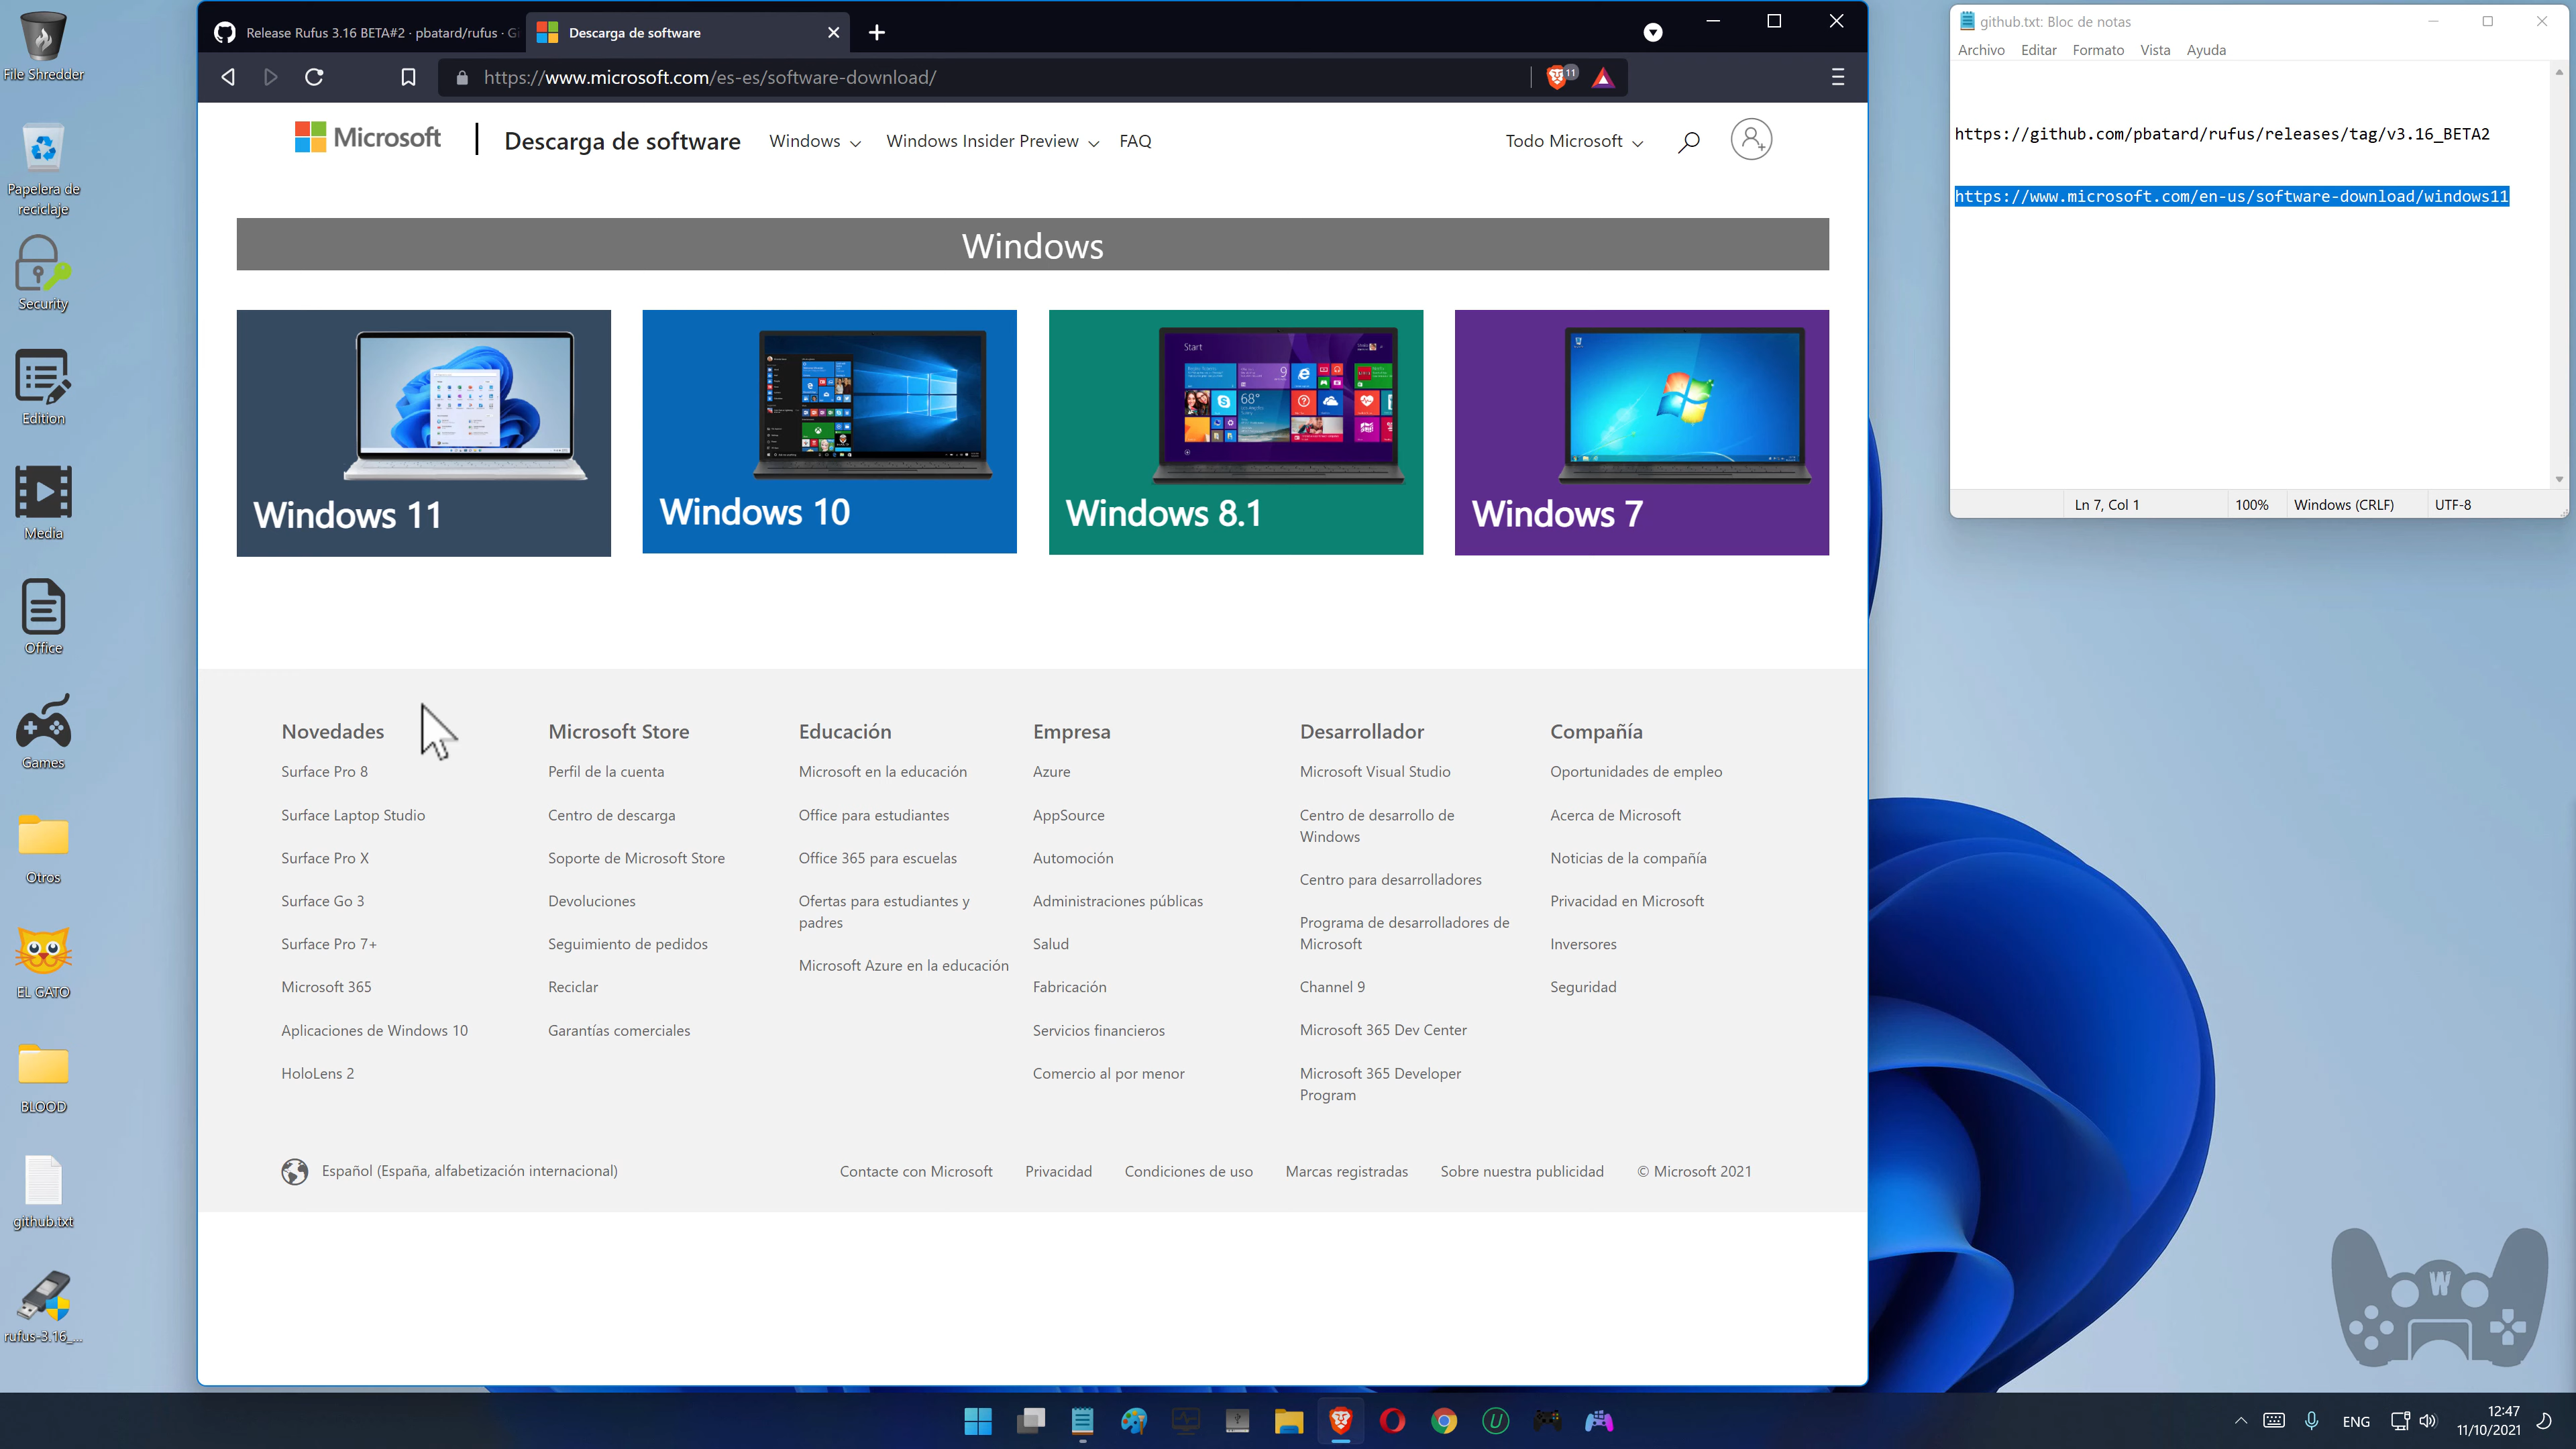 File Shredder
Papelera de
reciclaje
Security
Edition
Media
Office
Games
Otros
EL GATO
BLOOD
github.txt
rufus-3.16_...
Release Rufus 3.16 BETA#2 · pbatard/rufus · G
Descarga de software
https://www.microsoft.com/es-es/software-download/
11
Microsoft
Descarga de software
Windows
Windows Insider Preview
FAQ
Todo Microsoft
Windows
Windows 11
Windows 10
Start
Windows 8.1
Windows 7
Novedades
Surface Pro 8
Surface Laptop Studio
Surface Pro X
Surface Go 3
Surface Pro 7+
Microsoft 365
Aplicaciones de Windows 10
HoloLens 2
Microsoft Store
Perfil de la cuenta
Centro de descarga
Soporte de Microsoft Store
Devoluciones
Seguimiento de pedidos
Reciclar
Garantías comerciales
Educación
Microsoft en la educación
Office para estudiantes
Office 365 para escuelas
Ofertas para estudiantes y
padres
Microsoft Azure en la educación
Empresa
Azure
AppSource
Automoción
Administraciones públicas
Salud
Fabricación
Servicios financieros
Comercio al por menor
Desarrollador
Microsoft Visual Studio
Centro de desarrollo de
Windows
Centro para desarrolladores
Programa de desarrolladores de
Microsoft
Channel 9
Microsoft 365 Dev Center
Microsoft 365 Developer
Program
Compañía
Oportunidades de empleo
Acerca de Microsoft
Noticias de la compañía
Privacidad en Microsoft
Inversores
Seguridad
Español (España, alfabetización internacional)
Contacte con Microsoft
Privacidad
Condiciones de uso
Marcas registradas
Sobre nuestra publicidad
© Microsoft 2021
github.txt: Bloc de notas
Archivo Editar Formato Vista Ayuda
https://github.com/pbatard/rufus/releases/tag/v3.16_BETA2
https://www.microsoft.com/en-us/software-download/windows11
Ln 7, Col 1
100%
Windows (CRLF)
UTF-8
W
ENG
12:47
11/10/2021